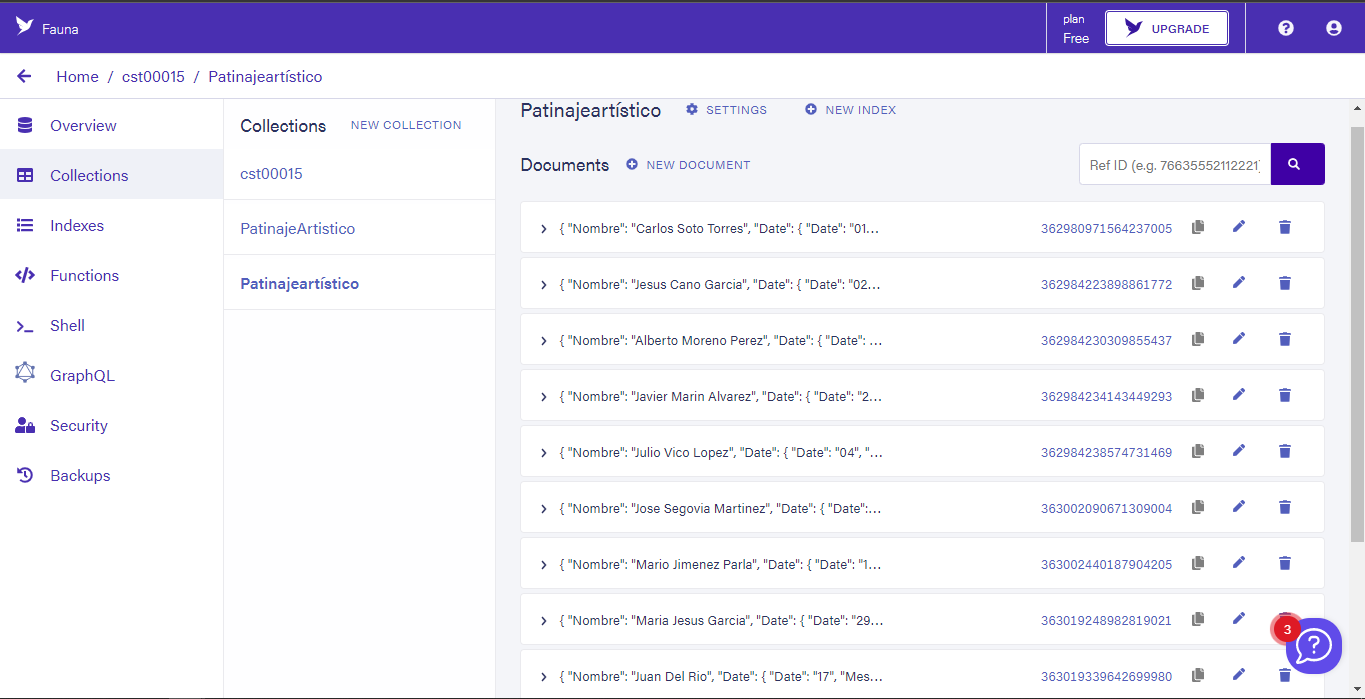 Fauna
plan
Free
UPGRADE
Home / cst00015 / Patinajeartístico
Overview
Collections
Indexes
Functions
Shell
GraphQL
Security
Backups
Collections NEW COLLECTION
cst00015
PatinajeArtistico
Patinajeartístico
Patinajeartístico SETTINGS NEW INDEX
Documents NEW DOCUMENT
Ref ID (e.g. 76635552112221)
{ "Nombre": "Carlos Soto Torres", "Date": { "Date": "01... 362980971564237005
{ "Nombre": "Jesus Cano Garcia", "Date": { "Date": "02... 362984223898861772
{ "Nombre": "Alberto Moreno Perez", "Date": { "Date": ... 362984230309855437
{ "Nombre": "Javier Marin Alvarez", "Date": { "Date": "2... 362984234143449293
{ "Nombre": "Julio Vico Lopez", "Date": { "Date": "04", "... 362984238574731469
{ "Nombre": "Jose Segovia Martinez", "Date": { "Date":... 363002090671309004
{ "Nombre": "Mario Jimenez Parla", "Date": { "Date": "1... 363002440187904205
{ "Nombre": "Maria Jesus Garcia", "Date": { "Date": "29... 363019248982819021
{ "Nombre": "Juan Del Rio", "Date": { "Date": "17", "Mes... 363019339642699980
3